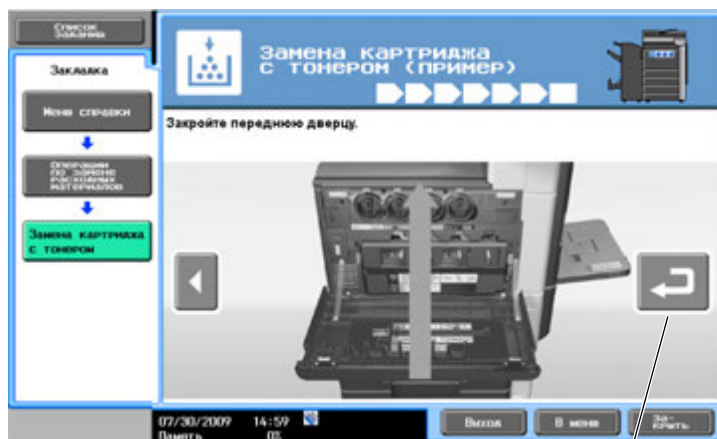 Список
Задания
Закладка
Меню справки
Операции
по замене
расходных
материалов
Замена картриджа
с тонером
Замена картриджа
с тонером (пример)
Закройте переднюю дверцу.
07/30/2009 14:59
Память 0%
Выход
В меню
За-
крыть